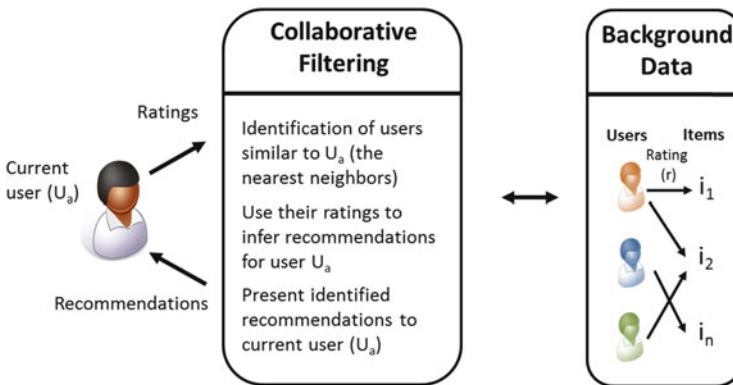 Collaborative
Filtering
Background
Data
Ratings
Current
user (Ua)
Recommendations
Identification of users
similar to Ua (the
nearest neighbors)
Use their ratings to
infer recommendations
for user Ua
Present identified
recommendations to
current user (Ua)
Users Items
Rating
(r)
i1
i2
in